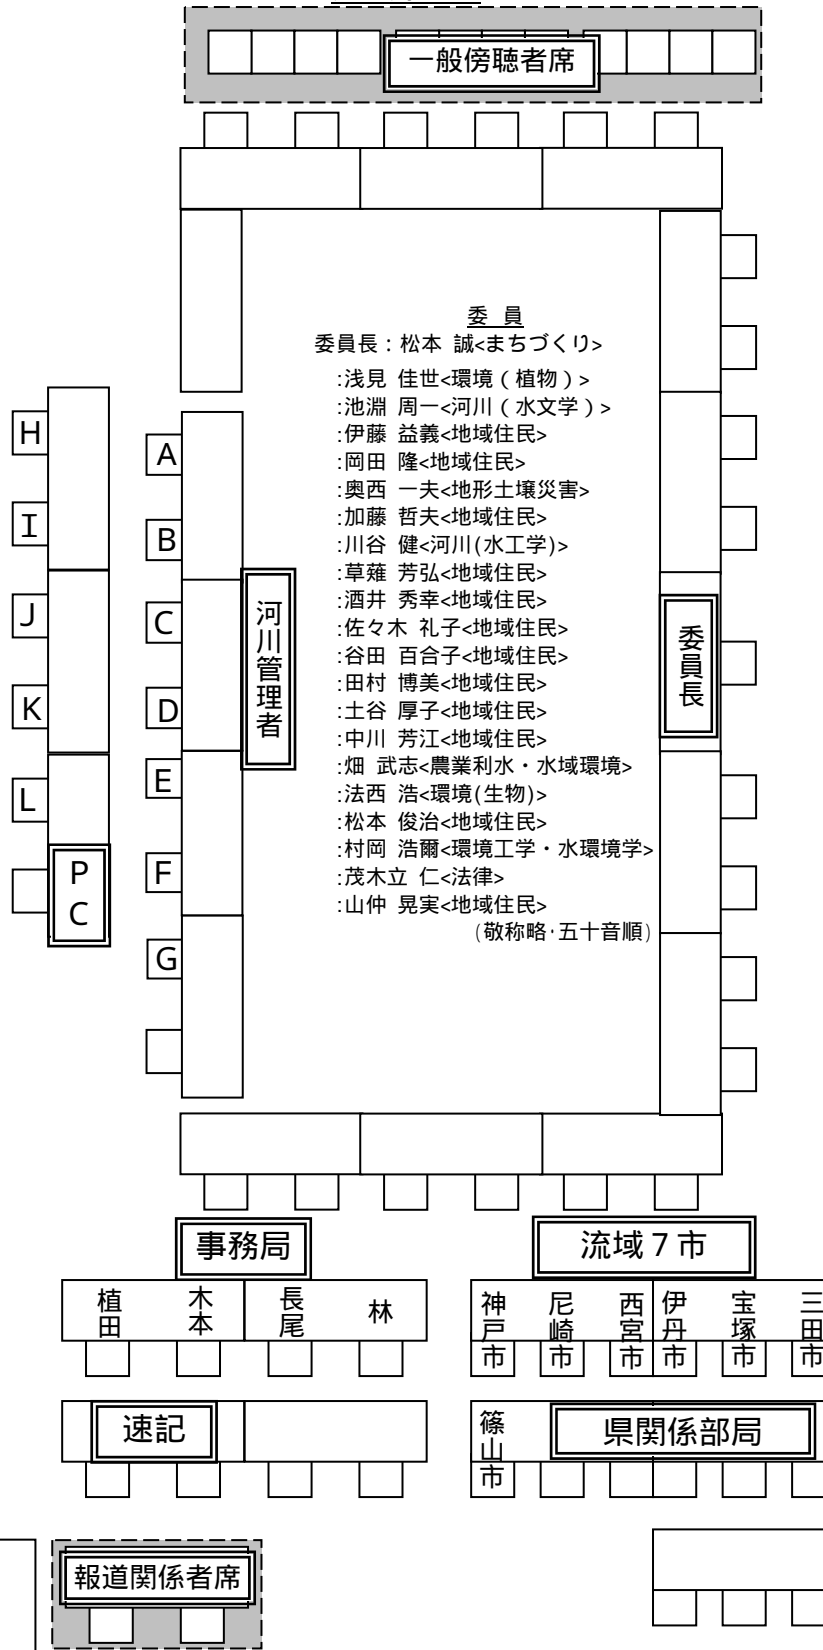 一般傍聴者席
委 員
委員長：松本 誠<まちづくり>
:浅見 佳世<環境（植物）>
:池淵 周一<河川（水文学）>
:伊藤 益義<地域住民>
:岡田 隆<地域住民>
:奥西 一夫<地形土壌災害>
:加藤 哲夫<地域住民>
:川谷 健<河川(水工学)>
:草薙 芳弘<地域住民>
:酒井 秀幸<地域住民>
:佐々木 礼子<地域住民>
:谷田 百合子<地域住民>
:田村 博美<地域住民>
:土谷 厚子<地域住民>
:中川 芳江<地域住民>
:畑 武志<農業利水・水域環境>
:法西 浩<環境(生物)>
:松本 俊治<地域住民>
:村岡 浩爾<環境工学・水環境学>
:茂木立 仁<法律>
:山仲 晃実<地域住民>
(敬称略･五十音順)
H
I
J
K
L
PC
A
B
C
D
E
F
G
河川管理者
委員長
事務局
植田
木本
長尾
林
流域７市
神戸市
尼崎市
西宮市
伊丹市
宝塚市
三田市
速記
篠山市
県関係部局
報道関係者席